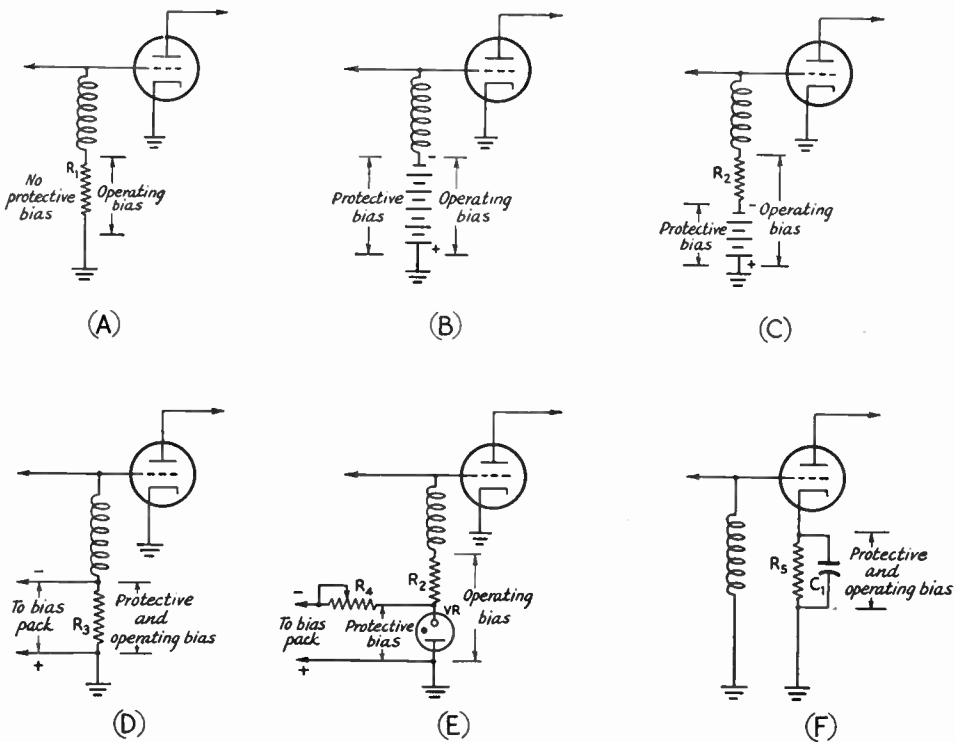 R1
No
protective
bias
Operating
bias
(A)
-
Protective
bias
Operating
bias
+
(B)
R2
-
Operating
bias
Protective
bias
+
(C)
-
To bias
pack
+
R3
Protective
and
operating bias
(D)
-
R4
R2
VR
To bias
pack
Protective
bias
Operating
bias
+
(E)
R5
C1
Protective
and
operating bias
(F)